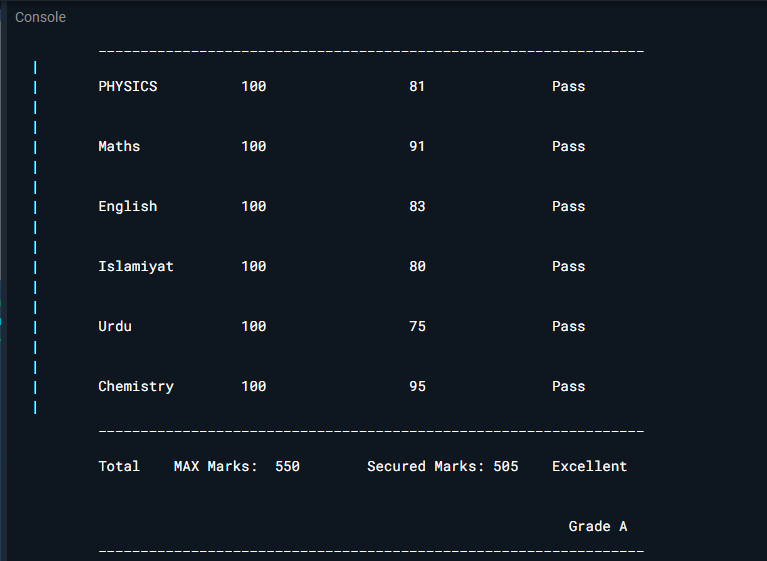 Console
-----------------------------------------------------------------
|
| PHYSICS 100 81 Pass
|
|
| Maths 100 91 Pass
|
|
| English 100 83 Pass
|
|
| Islamiyat 100 80 Pass
|
|
| Urdu 100 75 Pass
|
|
| Chemistry 100 95 Pass
|
-----------------------------------------------------------------
Total MAX Marks: 550 Secured Marks: 505 Excellent
Grade A
-----------------------------------------------------------------